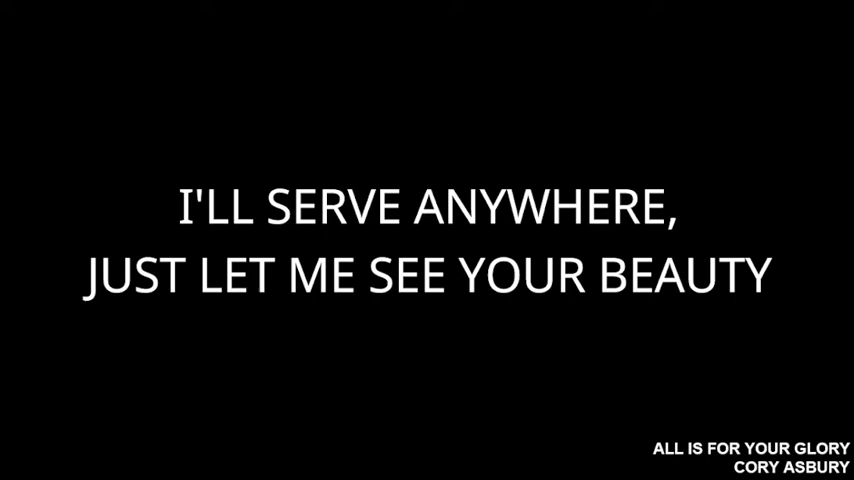 I'LL SERVE ANYWHERE,
JUST LET ME SEE YOUR BEAUTY
ALL IS FOR YOUR GLORY
CORY ASBURY